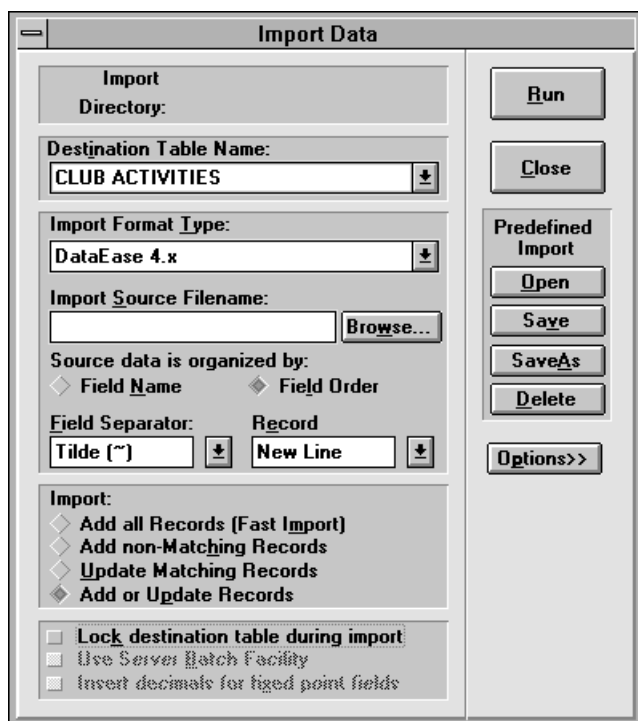 Import Data
Import
Directory:
Destination Table Name:
CLUB ACTIVITIES
Import Format Type:
DataEase 4.x
Import Source Filename:
Browse...
Source data is organized by:
Field Name
Field Order
Field Separator:
Record
Tilde (~)
New Line
Import:
Add all Records (Fast Import)
Add non-Matching Records
Update Matching Records
Add or Update Records
Lock destination table during import
Use Server Batch Facility
Insert decimals for fixed point fields
Run
Close
Predefined
Import
Open
Save
SaveAs
Delete
Options>>